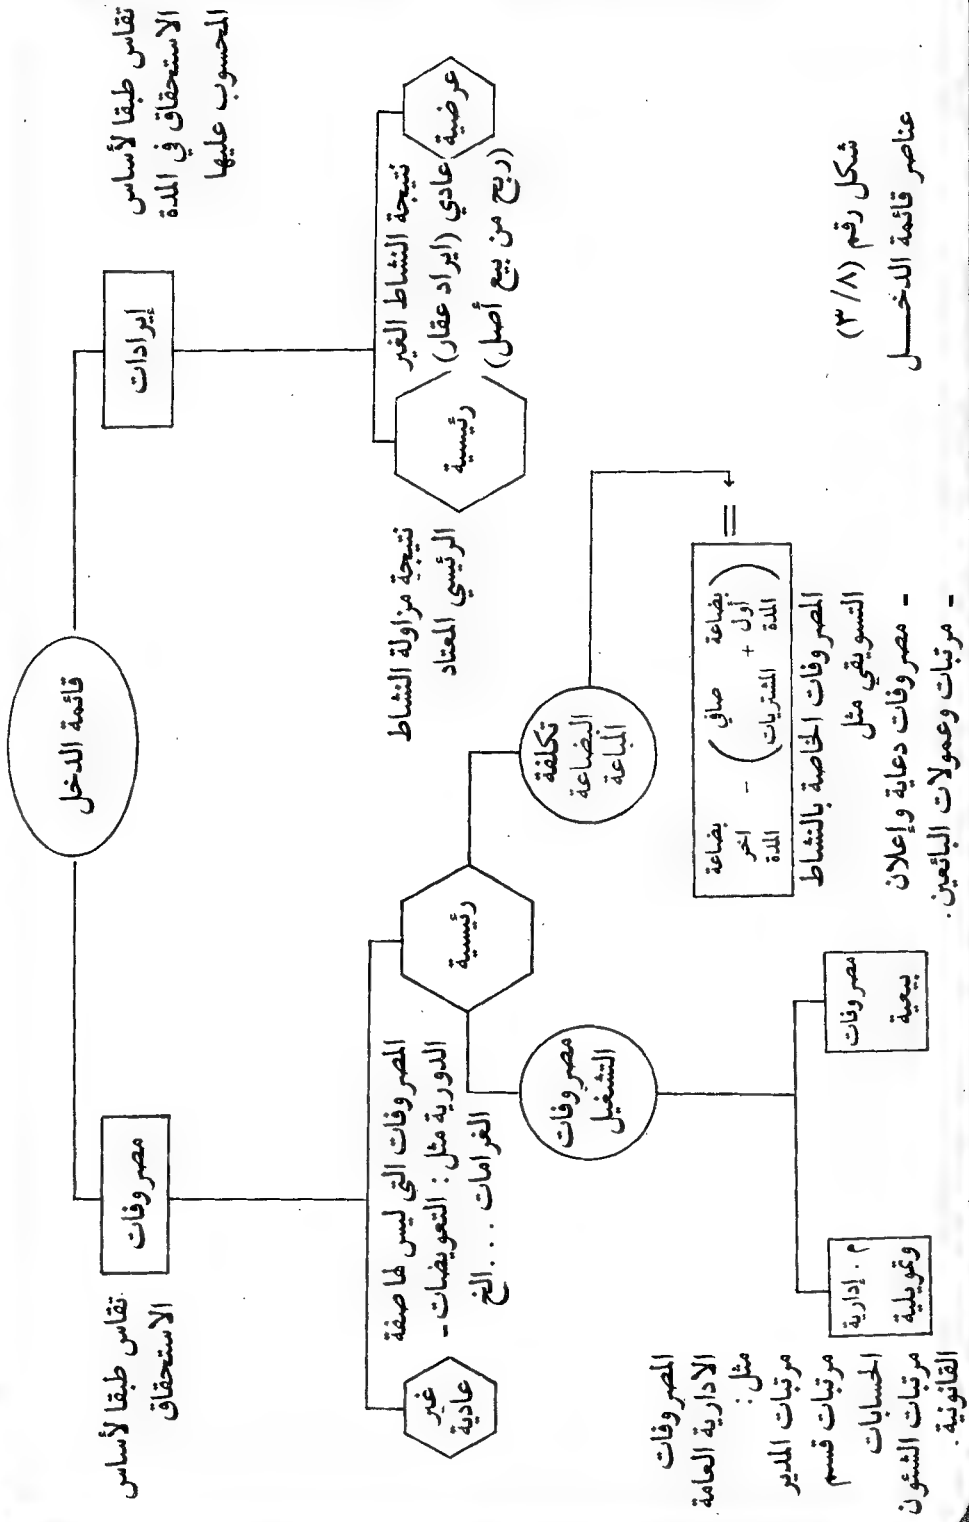 قائمة الدخل
إيرادات
تقاس طبقا لأساس
الاستحقاق في المدة
المحسوب عليها
مصروفات
تقاس طبقا لأساس
الاستحقاق
عرضية
نتيجة النشاط الغير
عادي (ايراد عقار)
(ربح من بيع أصل)
رئيسية
نتيجة مزاولة النشاط
الرئيسي المعتاد
رئيسية
غير
عادية
المصروفات التي ليس لها صفة
الدورية مثل : التعويضات -
الغرامات . . . الخ
تكلفة
البضاعة
المباعة
مصروفات
التشغيل
=
( بضاعة أول المدة + صافي المشتريات ) - بضاعة اخر المدة
مصروفات
بيعية
المصروفات الخاصة بالنشاط
التسويقي مثل
- مصروفات دعاية وإعلان
- مرتبات وعمولات البائعين .
م . إدارية
وتمويلية
المصروفات
الادارية العامة
مثل :
مرتبات المدير
مرتبات قسم
الحسابات
مرتبات الشئون
القانونية .
شكل رقم (٣/٨)
عناصر قائمة الدخل